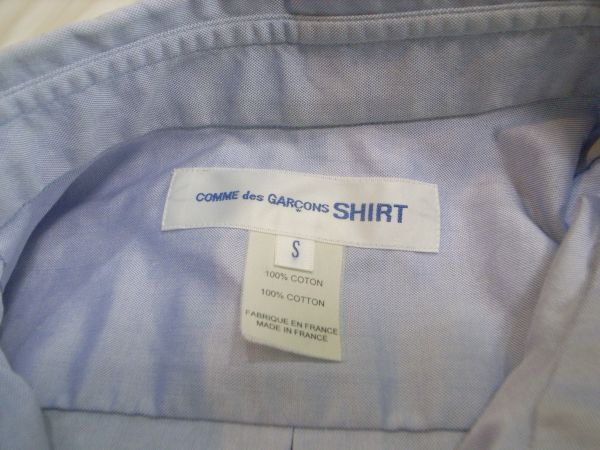 COMME des GARÇONS SHIRT
S
100% COTON
100% COTTON
FABRIQUE EN FRANCE
MADE IN FRANCE